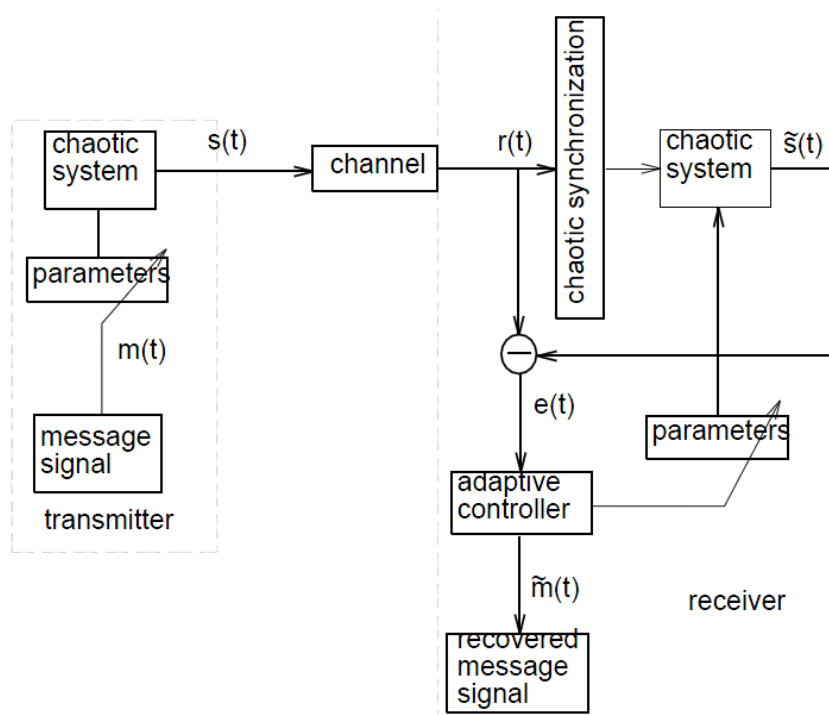 chaotic
system
s(t)
channel
r(t)
chaotic synchronization
chaotic
system
s̃(t)
parameters
m(t)
message
signal
transmitter
−
e(t)
parameters
adaptive
controller
m̃(t)
receiver
recovered
message
signal